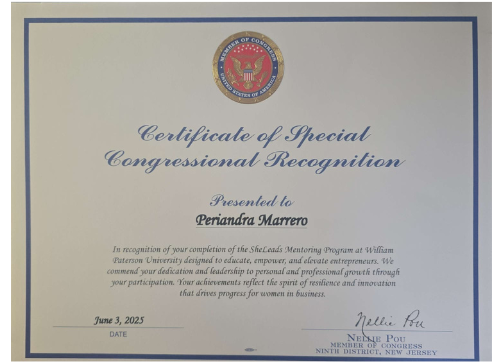 MEMBER OF CONGRESS
UNITED STATES OF AMERICA
Certificate of Special
Congressional Recognition
Presented to
Periandra Marrero
In recognition of your completion of the SheLeads Mentoring Program at William
Paterson University designed to educate, empower, and elevate entrepreneurs. We
commend your dedication and leadership to personal and professional growth through
your participation. Your achievements reflect the spirit of resilience and innovation
that drives progress for women in business.
June 3, 2025
DATE
Nellie Pou
NELLIE POU
MEMBER OF CONGRESS
NINTH DISTRICT, NEW JERSEY